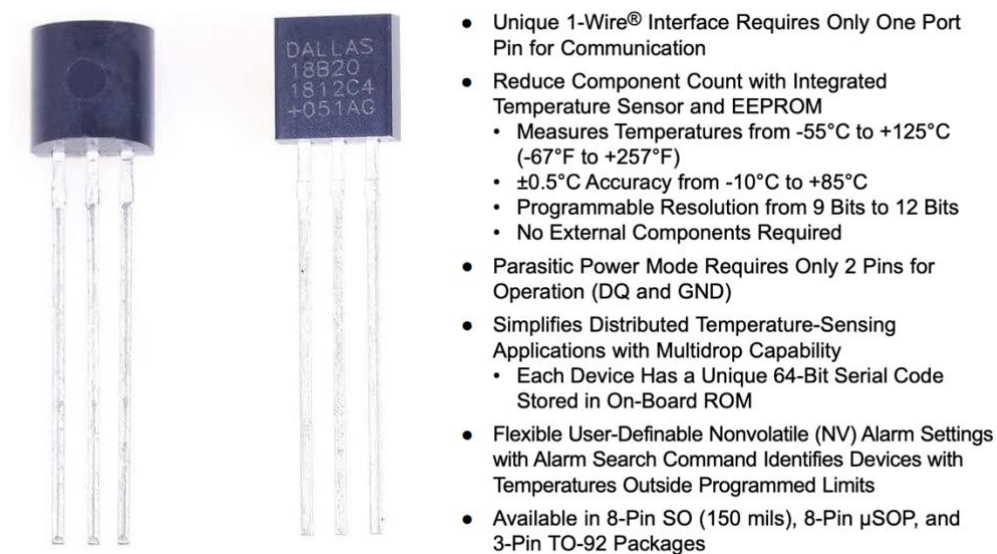 DALLAS
18B20
1812C4
+051AG
● Unique 1-Wire® Interface Requires Only One Port
Pin for Communication
● Reduce Component Count with Integrated
Temperature Sensor and EEPROM
• Measures Temperatures from -55°C to +125°C
(-67°F to +257°F)
• ±0.5°C Accuracy from -10°C to +85°C
• Programmable Resolution from 9 Bits to 12 Bits
• No External Components Required
● Parasitic Power Mode Requires Only 2 Pins for
Operation (DQ and GND)
● Simplifies Distributed Temperature-Sensing
Applications with Multidrop Capability
• Each Device Has a Unique 64-Bit Serial Code
Stored in On-Board ROM
● Flexible User-Definable Nonvolatile (NV) Alarm Settings
with Alarm Search Command Identifies Devices with
Temperatures Outside Programmed Limits
● Available in 8-Pin SO (150 mils), 8-Pin µSOP, and
3-Pin TO-92 Packages